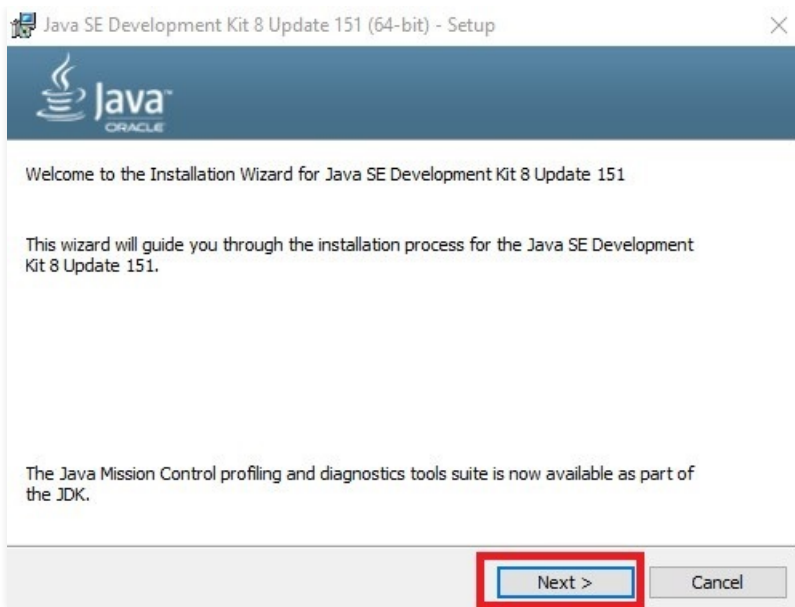 Java SE Development Kit 8 Update 151 (64-bit) - Setup
Java™
ORACLE
Welcome to the Installation Wizard for Java SE Development Kit 8 Update 151
This wizard will guide you through the installation process for the Java SE Development
Kit 8 Update 151.
The Java Mission Control profiling and diagnostics tools suite is now available as part of
the JDK.
Next > Cancel